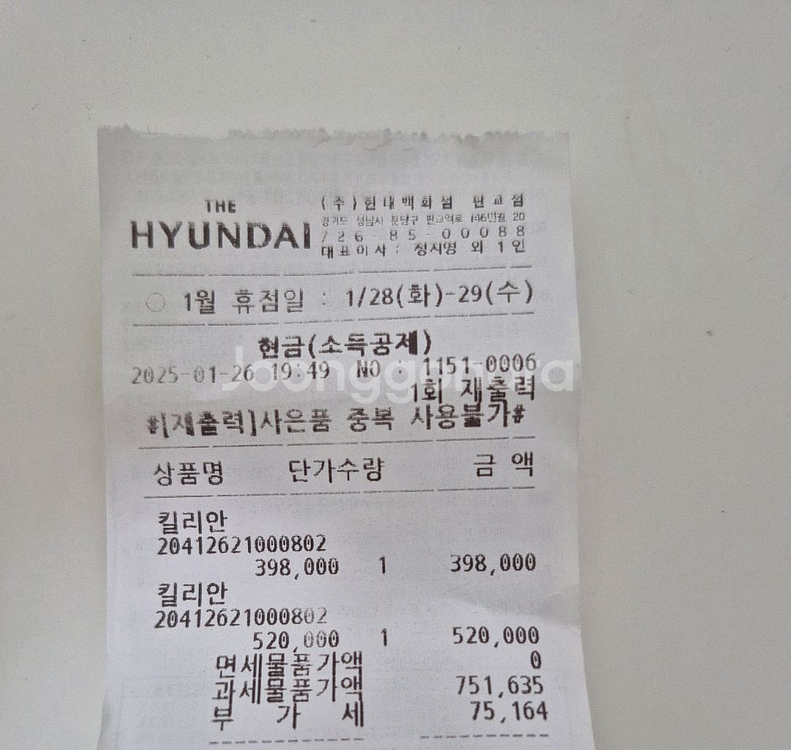 THE
HYUNDAI
(주)현대백화점 판교점
경기도 성남시 분당구 판교역로 146번길 20
726-85-00088
대표이사 : 정지영 외 1인
○ 1월 휴점일 : 1/28(화)-29(수)
현금(소득공제)
2025-01-26 19:49 NO : 1151-0006
1회 재출력
#[재출력]사은품 중복 사용불가#
상품명 단가수량 금 액
킬리안
20412621000802
398,000 1 398,000
킬리안
20412621000802
520,000 1 520,000
면세물품가액 0
과세물품가액 751,635
부 가 세 75,164
Joonggonara